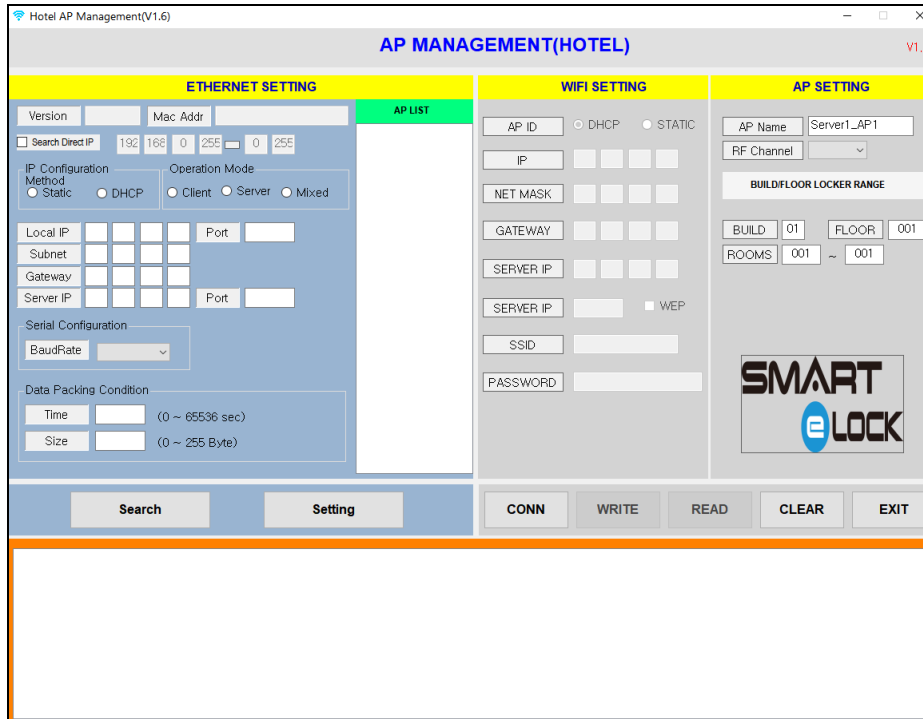 Hotel AP Management(V1.6)
AP MANAGEMENT(HOTEL)
V1.
ETHERNET SETTING
Version
Mac Addr
Search Direct IP 192 168 0 255 0 255
IP Configuration Method
Static DHCP
Operation Mode
Client Server Mixed
Local IP Port
Subnet
Gateway
Server IP Port
Serial Configuration
BaudRate
Data Packing Condition
Time (0 ~ 65536 sec)
Size (0 ~ 255 Byte)
AP LIST
Search
Setting
WIFI SETTING
AP ID DHCP STATIC
IP
NET MASK
GATEWAY
SERVER IP
SERVER IP WEP
SSID
PASSWORD
AP SETTING
AP Name Server1_AP1
RF Channel
BUILD/FLOOR LOCKER RANGE
BUILD 01 FLOOR 001
ROOMS 001 ~ 001
SMART
e LOCK
CONN WRITE READ CLEAR EXIT